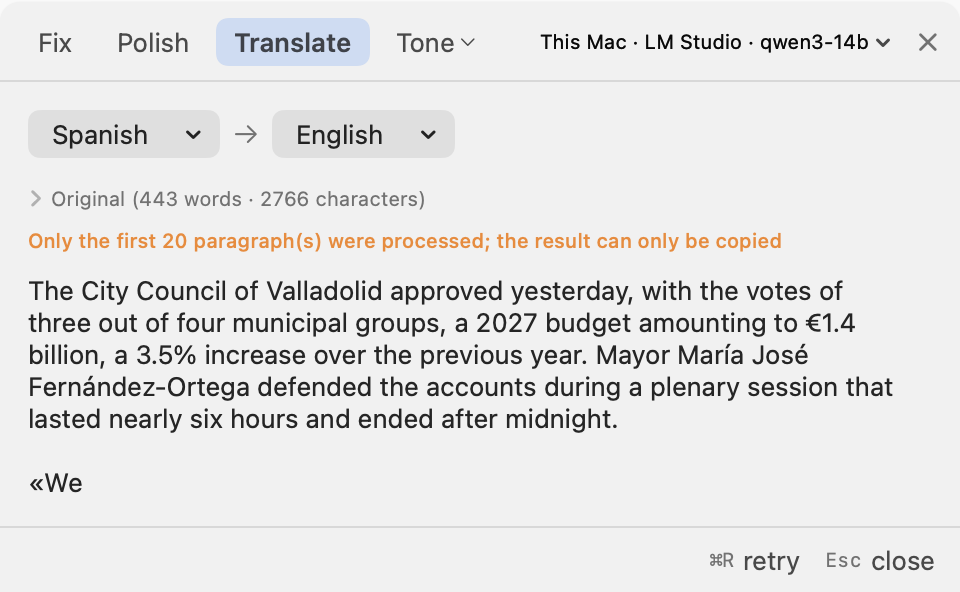 Fix Polish Translate Tone This Mac · LM Studio · qwen3-14b
Spanish → English
Original (443 words · 2766 characters)
Only the first 20 paragraph(s) were processed; the result can only be copied
The City Council of Valladolid approved yesterday, with the votes of
three out of four municipal groups, a 2027 budget amounting to €1.4
billion, a 3.5% increase over the previous year. Mayor María José
Fernández-Ortega defended the accounts during a plenary session that
lasted nearly six hours and ended after midnight.
«We
⌘R retry Esc close